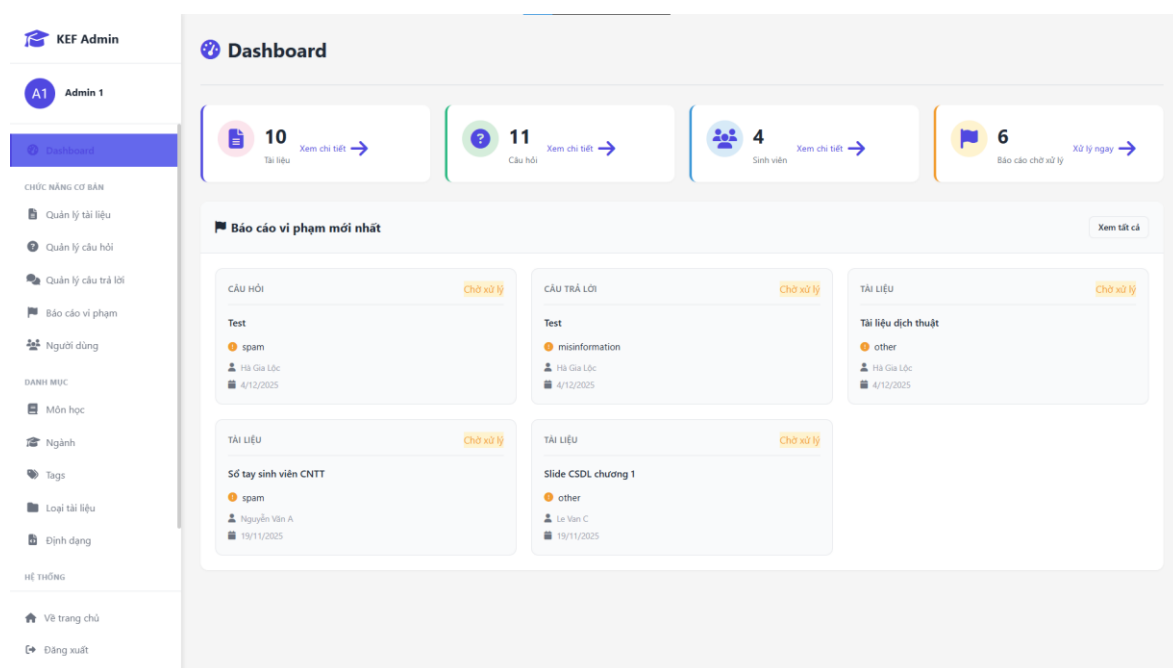 KEF Admin
A1 Admin 1
Dashboard
CHỨC NĂNG CƠ BẢN
Quản lý tài liệu
Quản lý câu hỏi
Quản lý câu trả lời
Báo cáo vi phạm
Người dùng
DANH MỤC
Môn học
Ngành
Tags
Loại tài liệu
Định dạng
HỆ THỐNG
Về trang chủ
Đăng xuất
Dashboard
10
Tài liệu
Xem chi tiết
11
Câu hỏi
Xem chi tiết
4
Sinh viên
Xem chi tiết
6
Báo cáo chờ xử lý
Xử lý ngay
Báo cáo vi phạm mới nhất
Xem tất cả
CÂU HỎI
Chờ xử lý
Test
spam
Hà Gia Lộc
4/12/2025
CÂU TRẢ LỜI
Chờ xử lý
Test
misinformation
Hà Gia Lộc
4/12/2025
TÀI LIỆU
Chờ xử lý
Tài liệu dịch thuật
other
Hà Gia Lộc
4/12/2025
TÀI LIỆU
Chờ xử lý
Sổ tay sinh viên CNTT
spam
Nguyễn Văn A
19/11/2025
TÀI LIỆU
Chờ xử lý
Slide CSDL chương 1
other
Le Van C
19/11/2025